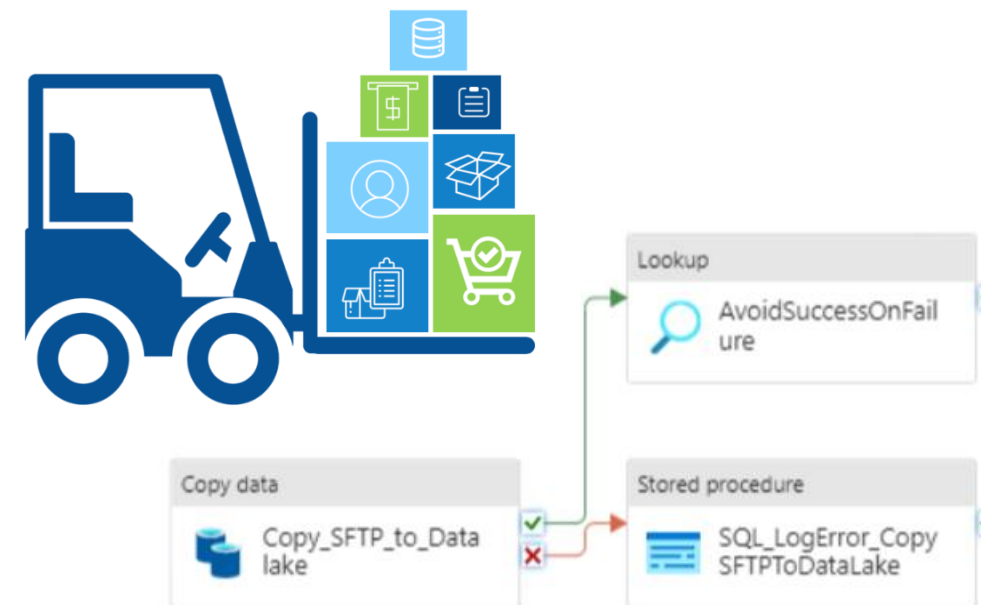 $
Lookup
AvoidSuccessOnFail
ure
Copy data
Copy_SFTP_to_Data
lake
Stored procedure
SQL_LogError_Copy
SFTPToDataLake